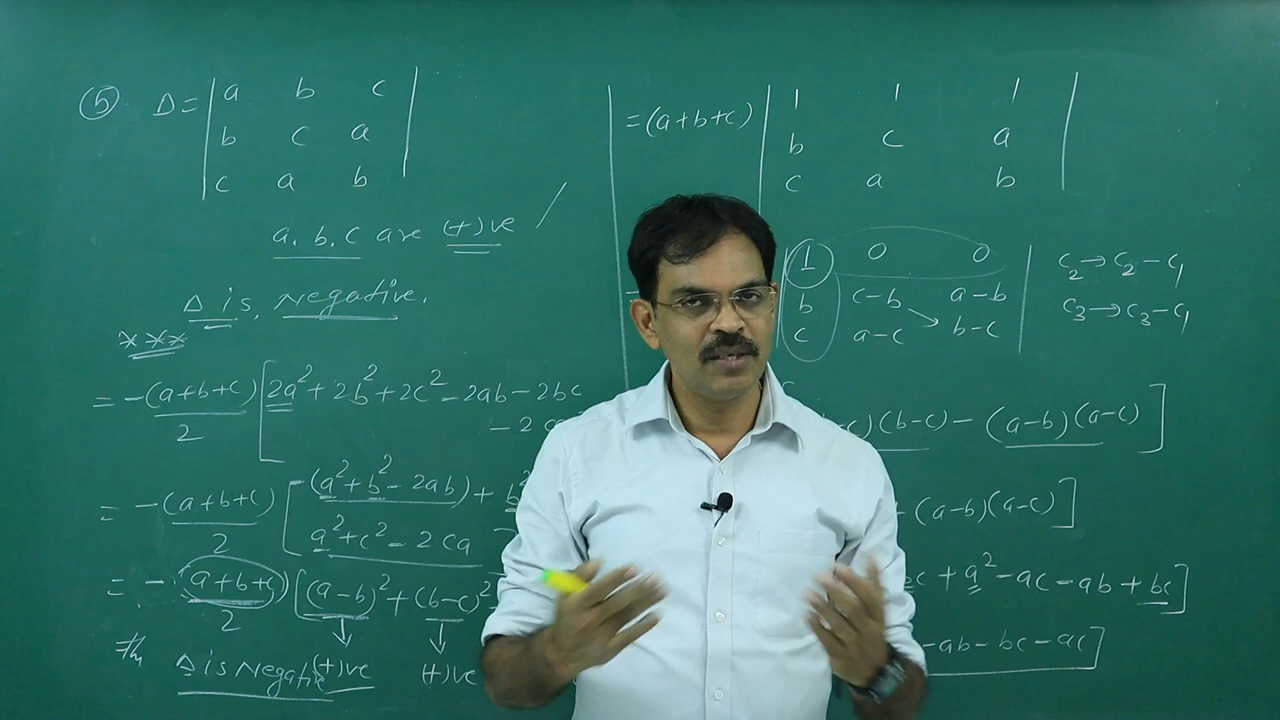 ⑤ Δ = | a b c |
| b c a |
| c a b |
a, b, c are (+)ve /
Δ is negative.
***
= -(a+b+c)/2 [2a² + 2b² + 2c² - 2ab - 2bc
- 2
= -(a+b+c)/2 [(a² + b² - 2ab) +
a² + c² - 2ca
= -(a+b+c)/2 [(a-b)² + (b-c)²
(+)ve (+)ve
Δ is Negative
= (a+b+c) | 1 1 1 |
| b c a |
| c a b |
| 1 0 0 | C₂ → C₂ - C₁
| b c-b a-b | C₃ → C₃ - C₁
| c a-c b-c |
)(b-c) - (a-b)(a-c)]
(a-b)(a-c)]
c + a² - ac - ab + bc]
- ab - bc - ac]